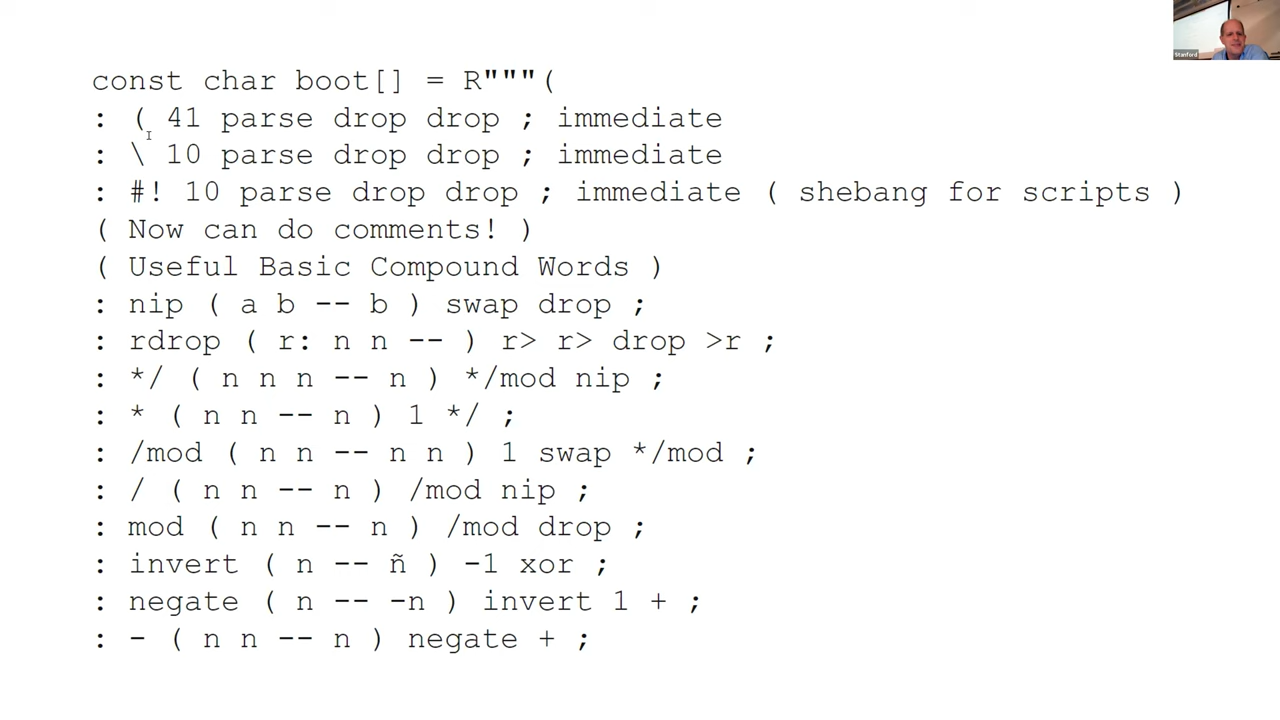 Stanford
const char boot[] = R"""(
: ( 41 parse drop drop ; immediate
: \ 10 parse drop drop ; immediate
: #! 10 parse drop drop ; immediate ( shebang for scripts )
( Now can do comments! )
( Useful Basic Compound Words )
: nip ( a b -- b ) swap drop ;
: rdrop ( r: n n -- ) r> r> drop >r ;
: */ ( n n n -- n ) */mod nip ;
: * ( n n -- n ) 1 */ ;
: /mod ( n n -- n n ) 1 swap */mod ;
: / ( n n -- n ) /mod nip ;
: mod ( n n -- n ) /mod drop ;
: invert ( n -- ñ ) -1 xor ;
: negate ( n -- -n ) invert 1 + ;
: - ( n n -- n ) negate + ;